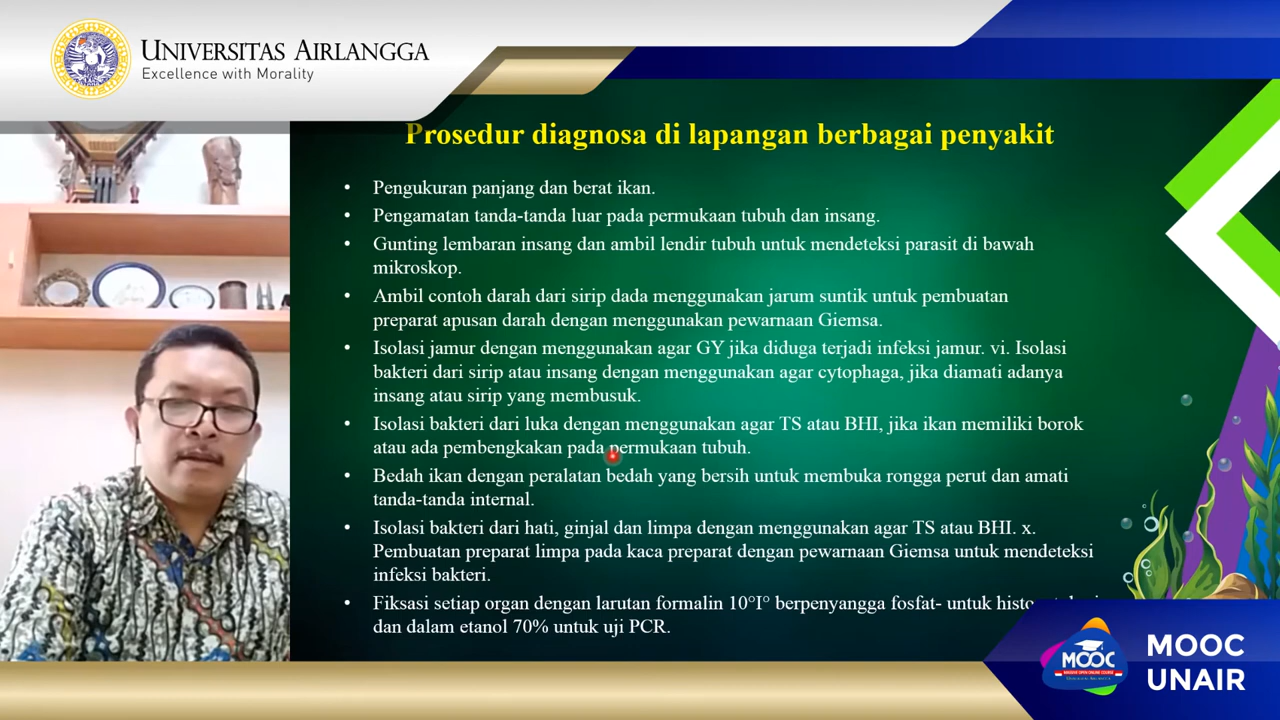 UNIVERSITAS AIRLANGGA
Excellence with Morality
Prosedur diagnosa di lapangan berbagai penyakit
• Pengukuran panjang dan berat ikan.
• Pengamatan tanda-tanda luar pada permukaan tubuh dan insang.
• Gunting lembaran insang dan ambil lendir tubuh untuk mendeteksi parasit di bawah
mikroskop.
• Ambil contoh darah dari sirip dada menggunakan jarum suntik untuk pembuatan
preparat apusan darah dengan menggunakan pewarnaan Giemsa.
• Isolasi jamur dengan menggunakan agar GY jika diduga terjadi infeksi jamur. vi. Isolasi
bakteri dari sirip atau insang dengan menggunakan agar cytophaga, jika diamati adanya
insang atau sirip yang membusuk.
• Isolasi bakteri dari luka dengan menggunakan agar TS atau BHI, jika ikan memiliki borok
atau ada pembengkakan pada permukaan tubuh.
• Bedah ikan dengan peralatan bedah yang bersih untuk membuka rongga perut dan amati
tanda-tanda internal.
• Isolasi bakteri dari hati, ginjal dan limpa dengan menggunakan agar TS atau BHI. x.
Pembuatan preparat limpa pada kaca preparat dengan pewarnaan Giemsa untuk mendeteksi
infeksi bakteri.
• Fiksasi setiap organ dengan larutan formalin 10°I° berpenyangga fosfat- untuk
dan dalam etanol 70% untuk uji PCR.
MOOC
MOOC
UNAIR